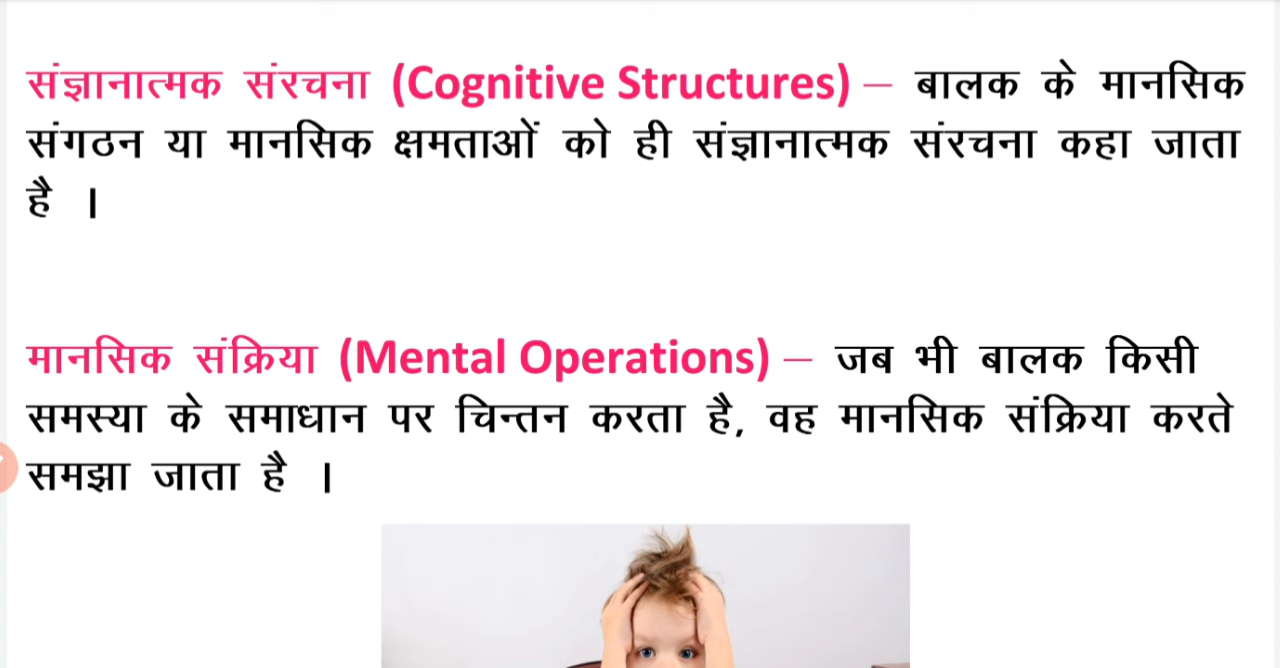 संज्ञानात्मक संरचना (Cognitive Structures) – बालक के मानसिक
संगठन या मानसिक क्षमताओं को ही संज्ञानात्मक संरचना कहा जाता
है ।
मानसिक संक्रिया (Mental Operations) – जब भी बालक किसी
समस्या के समाधान पर चिन्तन करता है, वह मानसिक संक्रिया करते
समझा जाता है ।